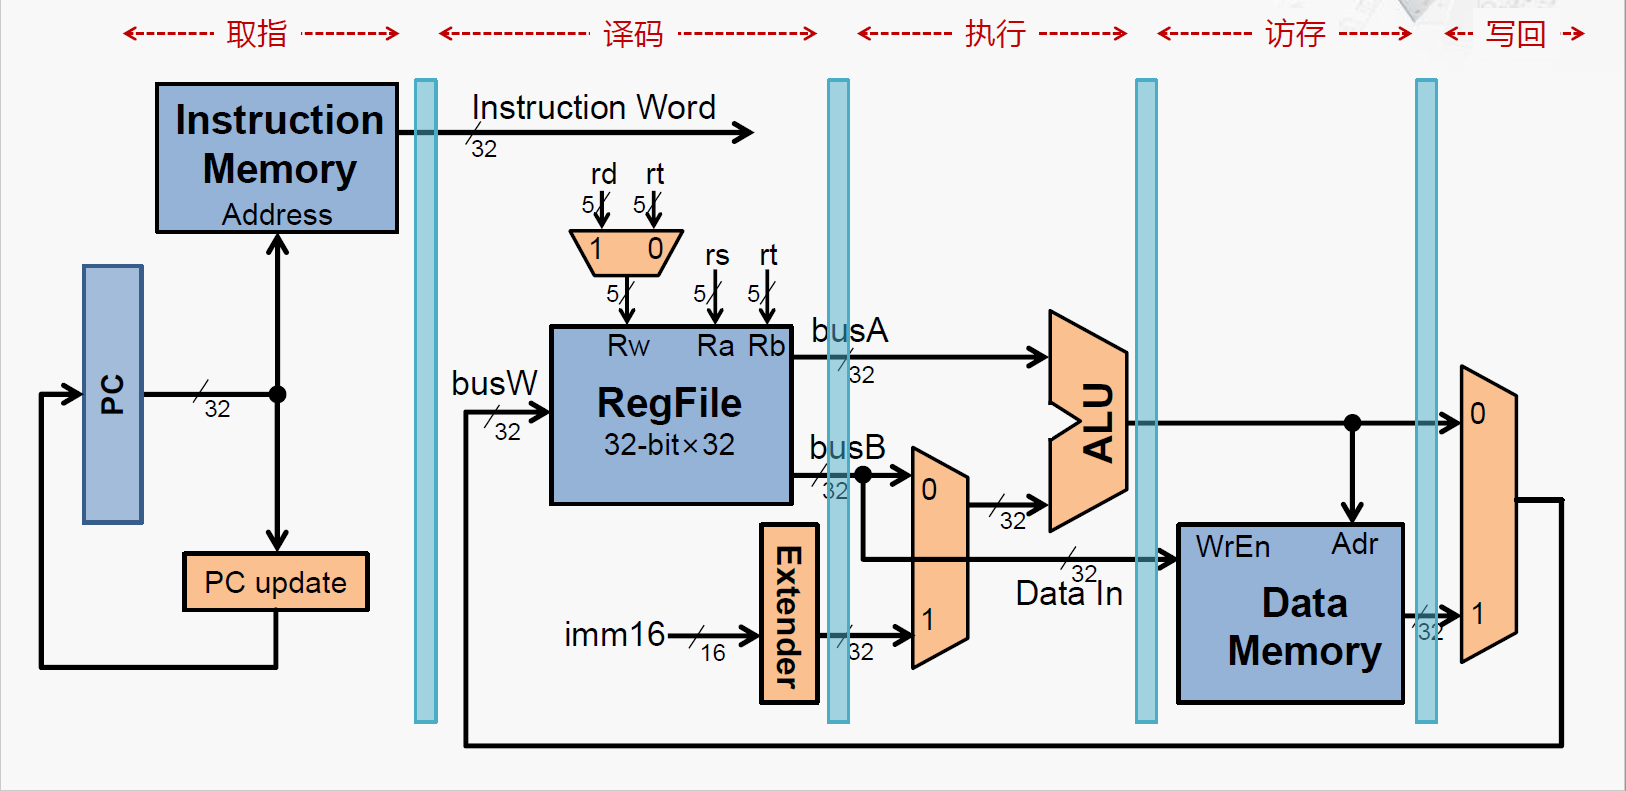 取指
译码
执行
访存
写回
Instruction
Memory
Address
Instruction Word
32
rd
rt
5
5
1
0
rs
rt
5
5
5
PC
32
Rw
Ra
Rb
busA
32
busW
32
RegFile
32-bit×32
busB
32
0
1
32
ALU
0
1
PC update
Extender
imm16
16
32
32
Data In
WrEn
Adr
Data
Memory
32